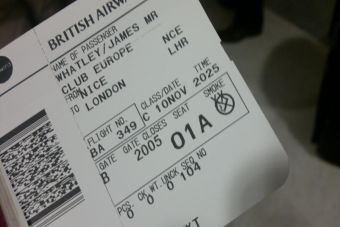 BRITISH AIRW
NAME OF PASSENGER
WHATLEY/JAMES MR
CLUB EUROPE
FROM NICE NCE
TO LONDON LHR
FLIGHT NO. CLASS/DATE TIME
BA 349 C 10NOV 2025
GATE GATE CLOSES SEAT SMOKE
B 2005 01A
PCS. CK.WT.UNCK.SEQ NO
0 0 0 104